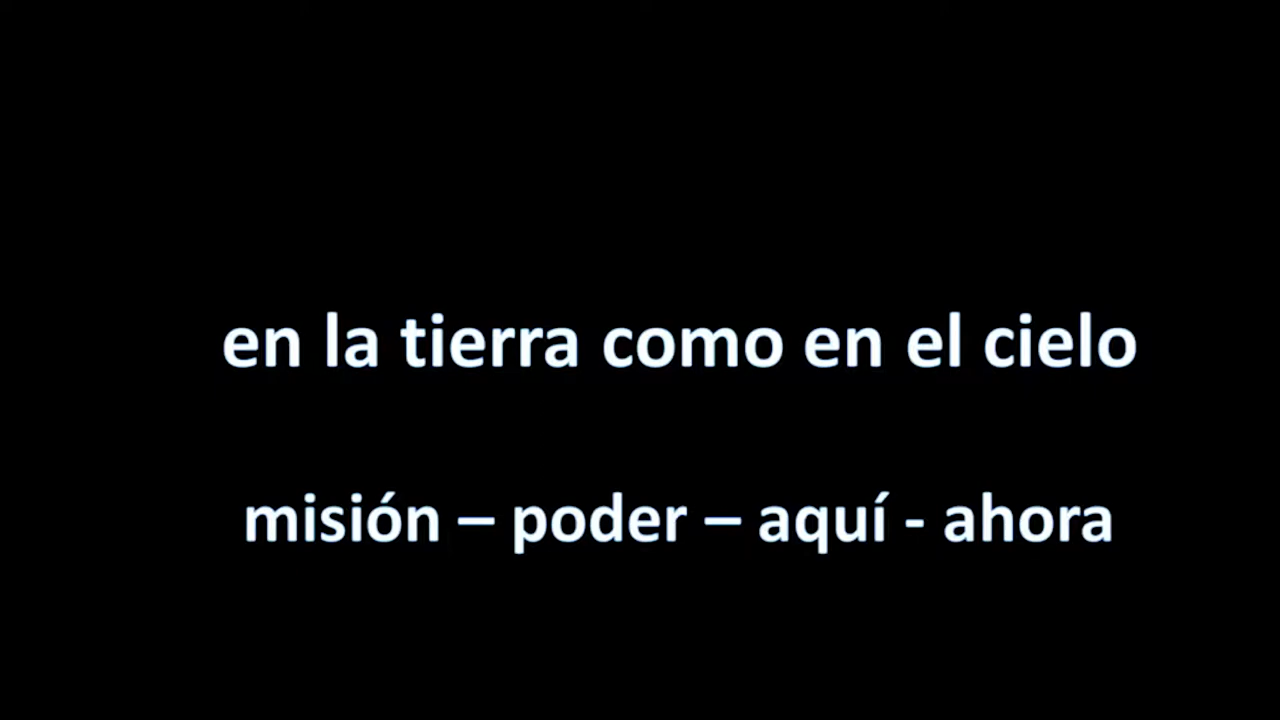 en la tierra como en el cielo
misión – poder – aquí - ahora